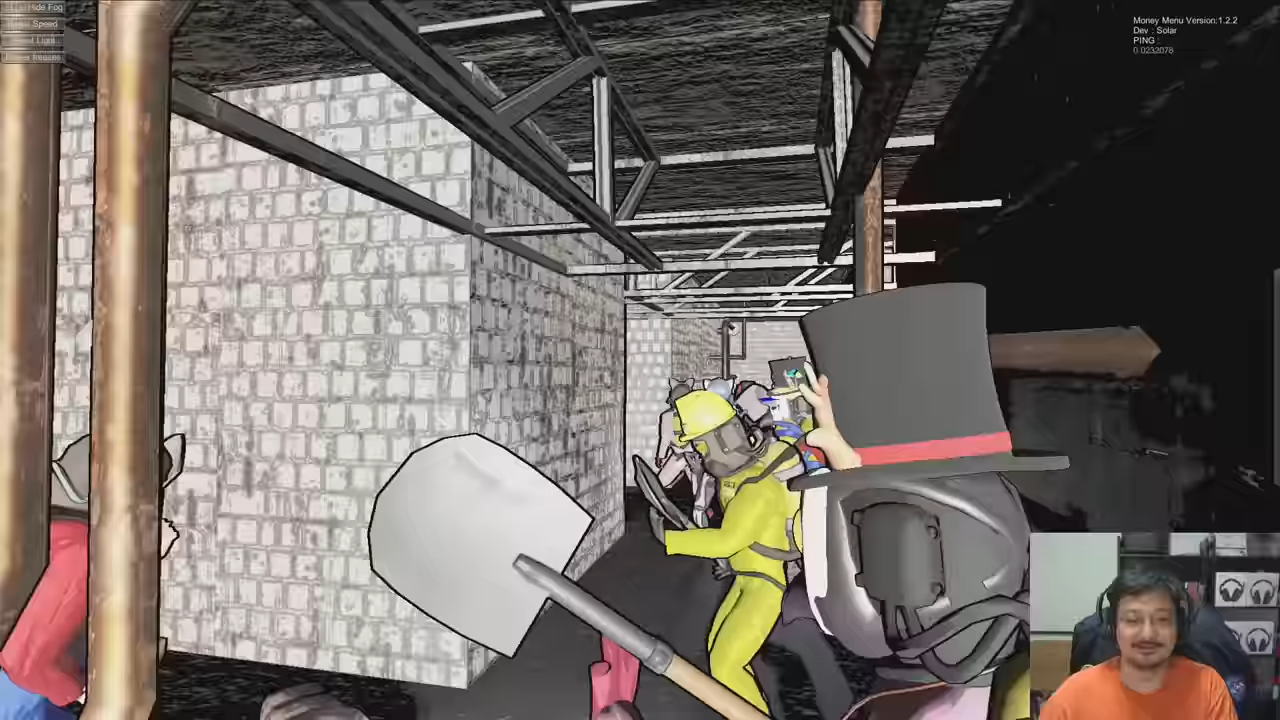 Hide Fog
Speed
Light
Money Menu Version:1.2.2
Dev : Solar
PING
0.0232078